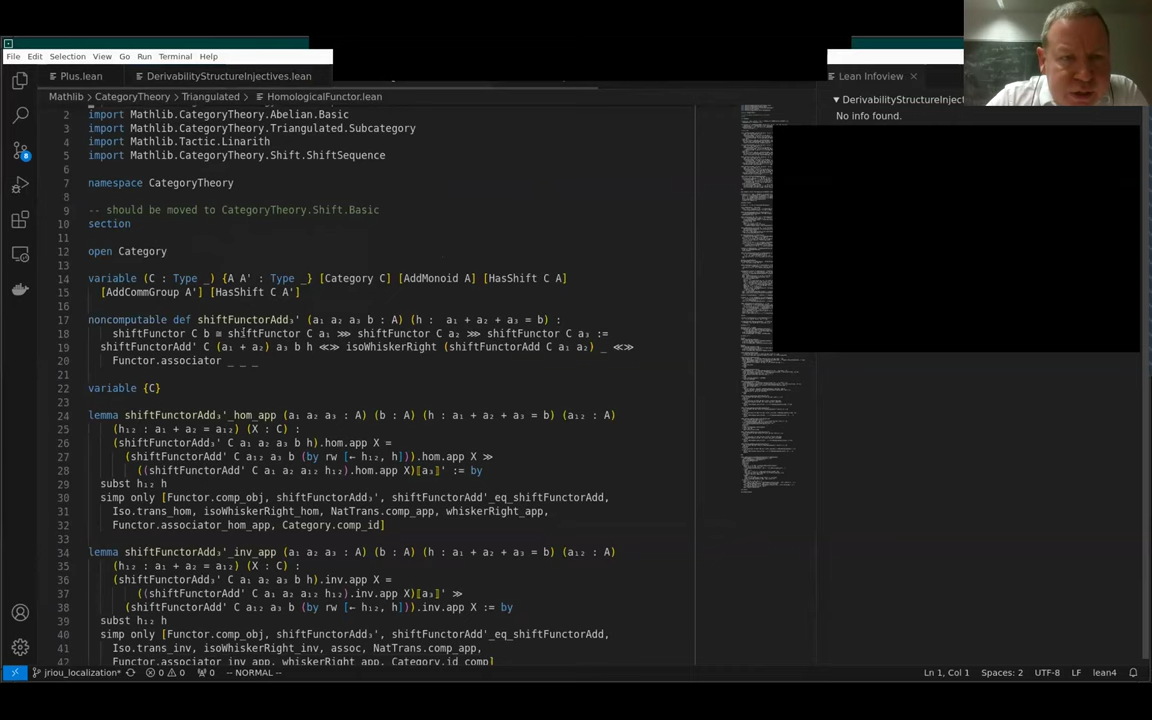 File Edit Selection View Go Run Terminal Help
Plus.lean DerivabilityStructureInjectives.lean Lean Infoview
Mathlib CategoryTheory Triangulated HomologicalFunctor.lean DerivabilityStructureInject
No info found.
2 import Mathlib.CategoryTheory.Abelian.Basic
3 import Mathlib.CategoryTheory.Triangulated.Subcategory
4 import Mathlib.Tactic.Linarith
5 import Mathlib.CategoryTheory.Shift.ShiftSequence
6
7 namespace CategoryTheory
8
9 -- should be moved to CategoryTheory.Shift.Basic
10 section
11
12 open Category
13
14 variable (C : Type _) {A A' : Type _} [Category C] [AddMonoid A] [HasShift C A]
15 [AddCommGroup A'] [HasShift C A']
16
17 noncomputable def shiftFunctorAdd₃' (a₁ a₂ a₃ b : A) (h : a₁ + a₂ + a₃ = b) :
18 shiftFunctor C b ≅ shiftFunctor C a₁ ⋙ shiftFunctor C a₂ ⋙ shiftFunctor C a₃ :=
19 shiftFunctorAdd' C (a₁ + a₂) a₃ b h ≪≫ isoWhiskerRight (shiftFunctorAdd C a₁ a₂) _ ≪≫
20 Functor.associator _ _ _
21
22 variable {C}
23
24 lemma shiftFunctorAdd₃'_hom_app (a₁ a₂ a₃ : A) (b : A) (h : a₁ + a₂ + a₃ = b) (a₁₂ : A)
25 (h₁₂ : a₁ + a₂ = a₁₂) (X : C) :
26 (shiftFunctorAdd₃' C a₁ a₂ a₃ b h).hom.app X =
27 (shiftFunctorAdd' C a₁₂ a₃ b (by rw [← h₁₂, h])).hom.app X ≫
28 ((shiftFunctorAdd' C a₁ a₂ a₁₂ h₁₂).hom.app X)⟦a₃⟧' := by
29 subst h₁₂ h
30 simp only [Functor.comp_obj, shiftFunctorAdd₃', shiftFunctorAdd'_eq_shiftFunctorAdd,
31 Iso.trans_hom, isoWhiskerRight_hom, NatTrans.comp_app, whiskerRight_app,
32 Functor.associator_hom_app, Category.comp_id]
33
34 lemma shiftFunctorAdd₃'_inv_app (a₁ a₂ a₃ : A) (b : A) (h : a₁ + a₂ + a₃ = b) (a₁₂ : A)
35 (h₁₂ : a₁ + a₂ = a₁₂) (X : C) :
36 (shiftFunctorAdd₃' C a₁ a₂ a₃ b h).inv.app X =
37 ((shiftFunctorAdd' C a₁ a₂ a₁₂ h₁₂).inv.app X)⟦a₃⟧' ≫
38 (shiftFunctorAdd' C a₁₂ a₃ b (by rw [← h₁₂, h])).inv.app X := by
39 subst h₁₂ h
40 simp only [Functor.comp_obj, shiftFunctorAdd₃', shiftFunctorAdd'_eq_shiftFunctorAdd,
41 Iso.trans_inv, isoWhiskerRight_inv, assoc, NatTrans.comp_app,
42 Functor.associator_inv_app, whiskerRight_app, Category.id_comp]
8
jriou_localization* 0 0 0 -- NORMAL -- Ln 1, Col 1 Spaces: 2 UTF-8 LF lean4